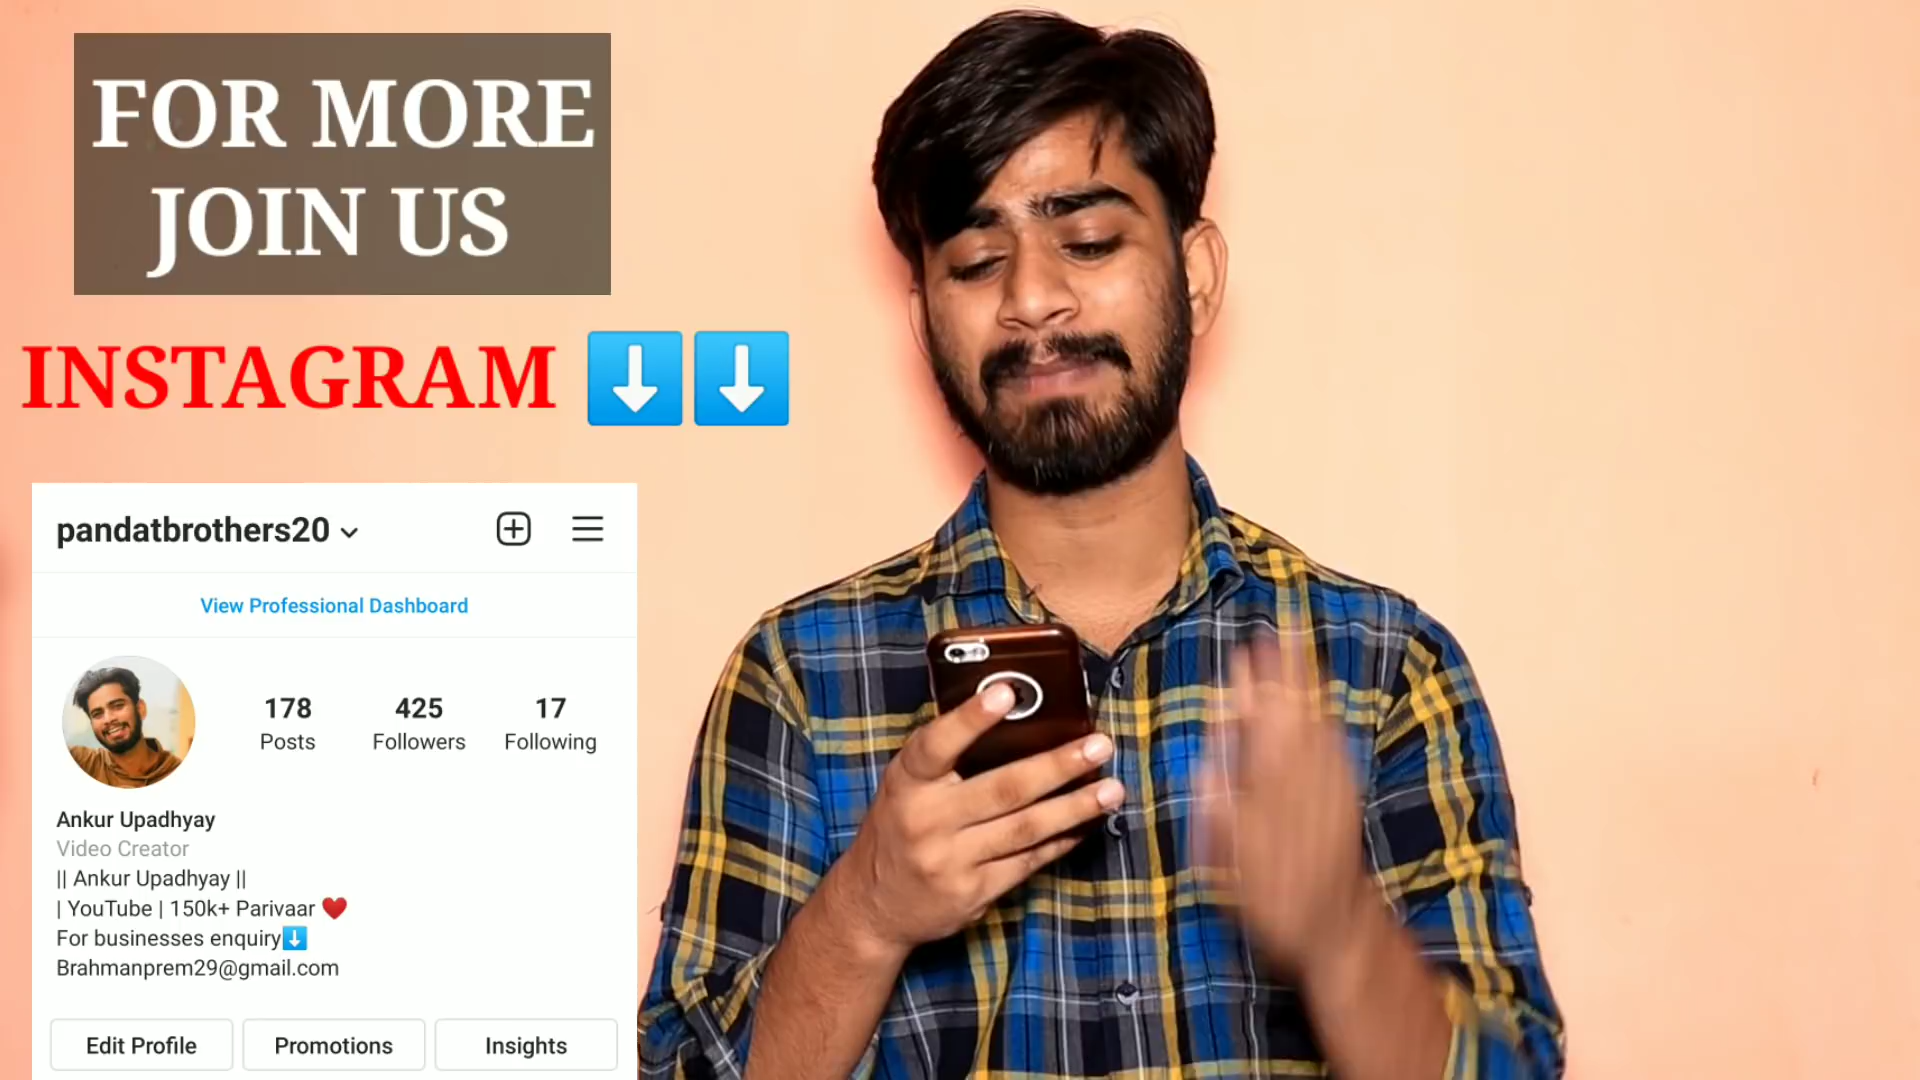 FOR MORE
JOIN US
INSTAGRAM ⬇️⬇️
pandatbrothers20
View Professional Dashboard
178 425 17
Posts Followers Following
Ankur Upadhyay
Video Creator
|| Ankur Upadhyay ||
| YouTube | 150k+ Parivaar ❤️
For businesses enquiry⬇️
Brahmanprem29@gmail.com
Edit Profile Promotions Insights